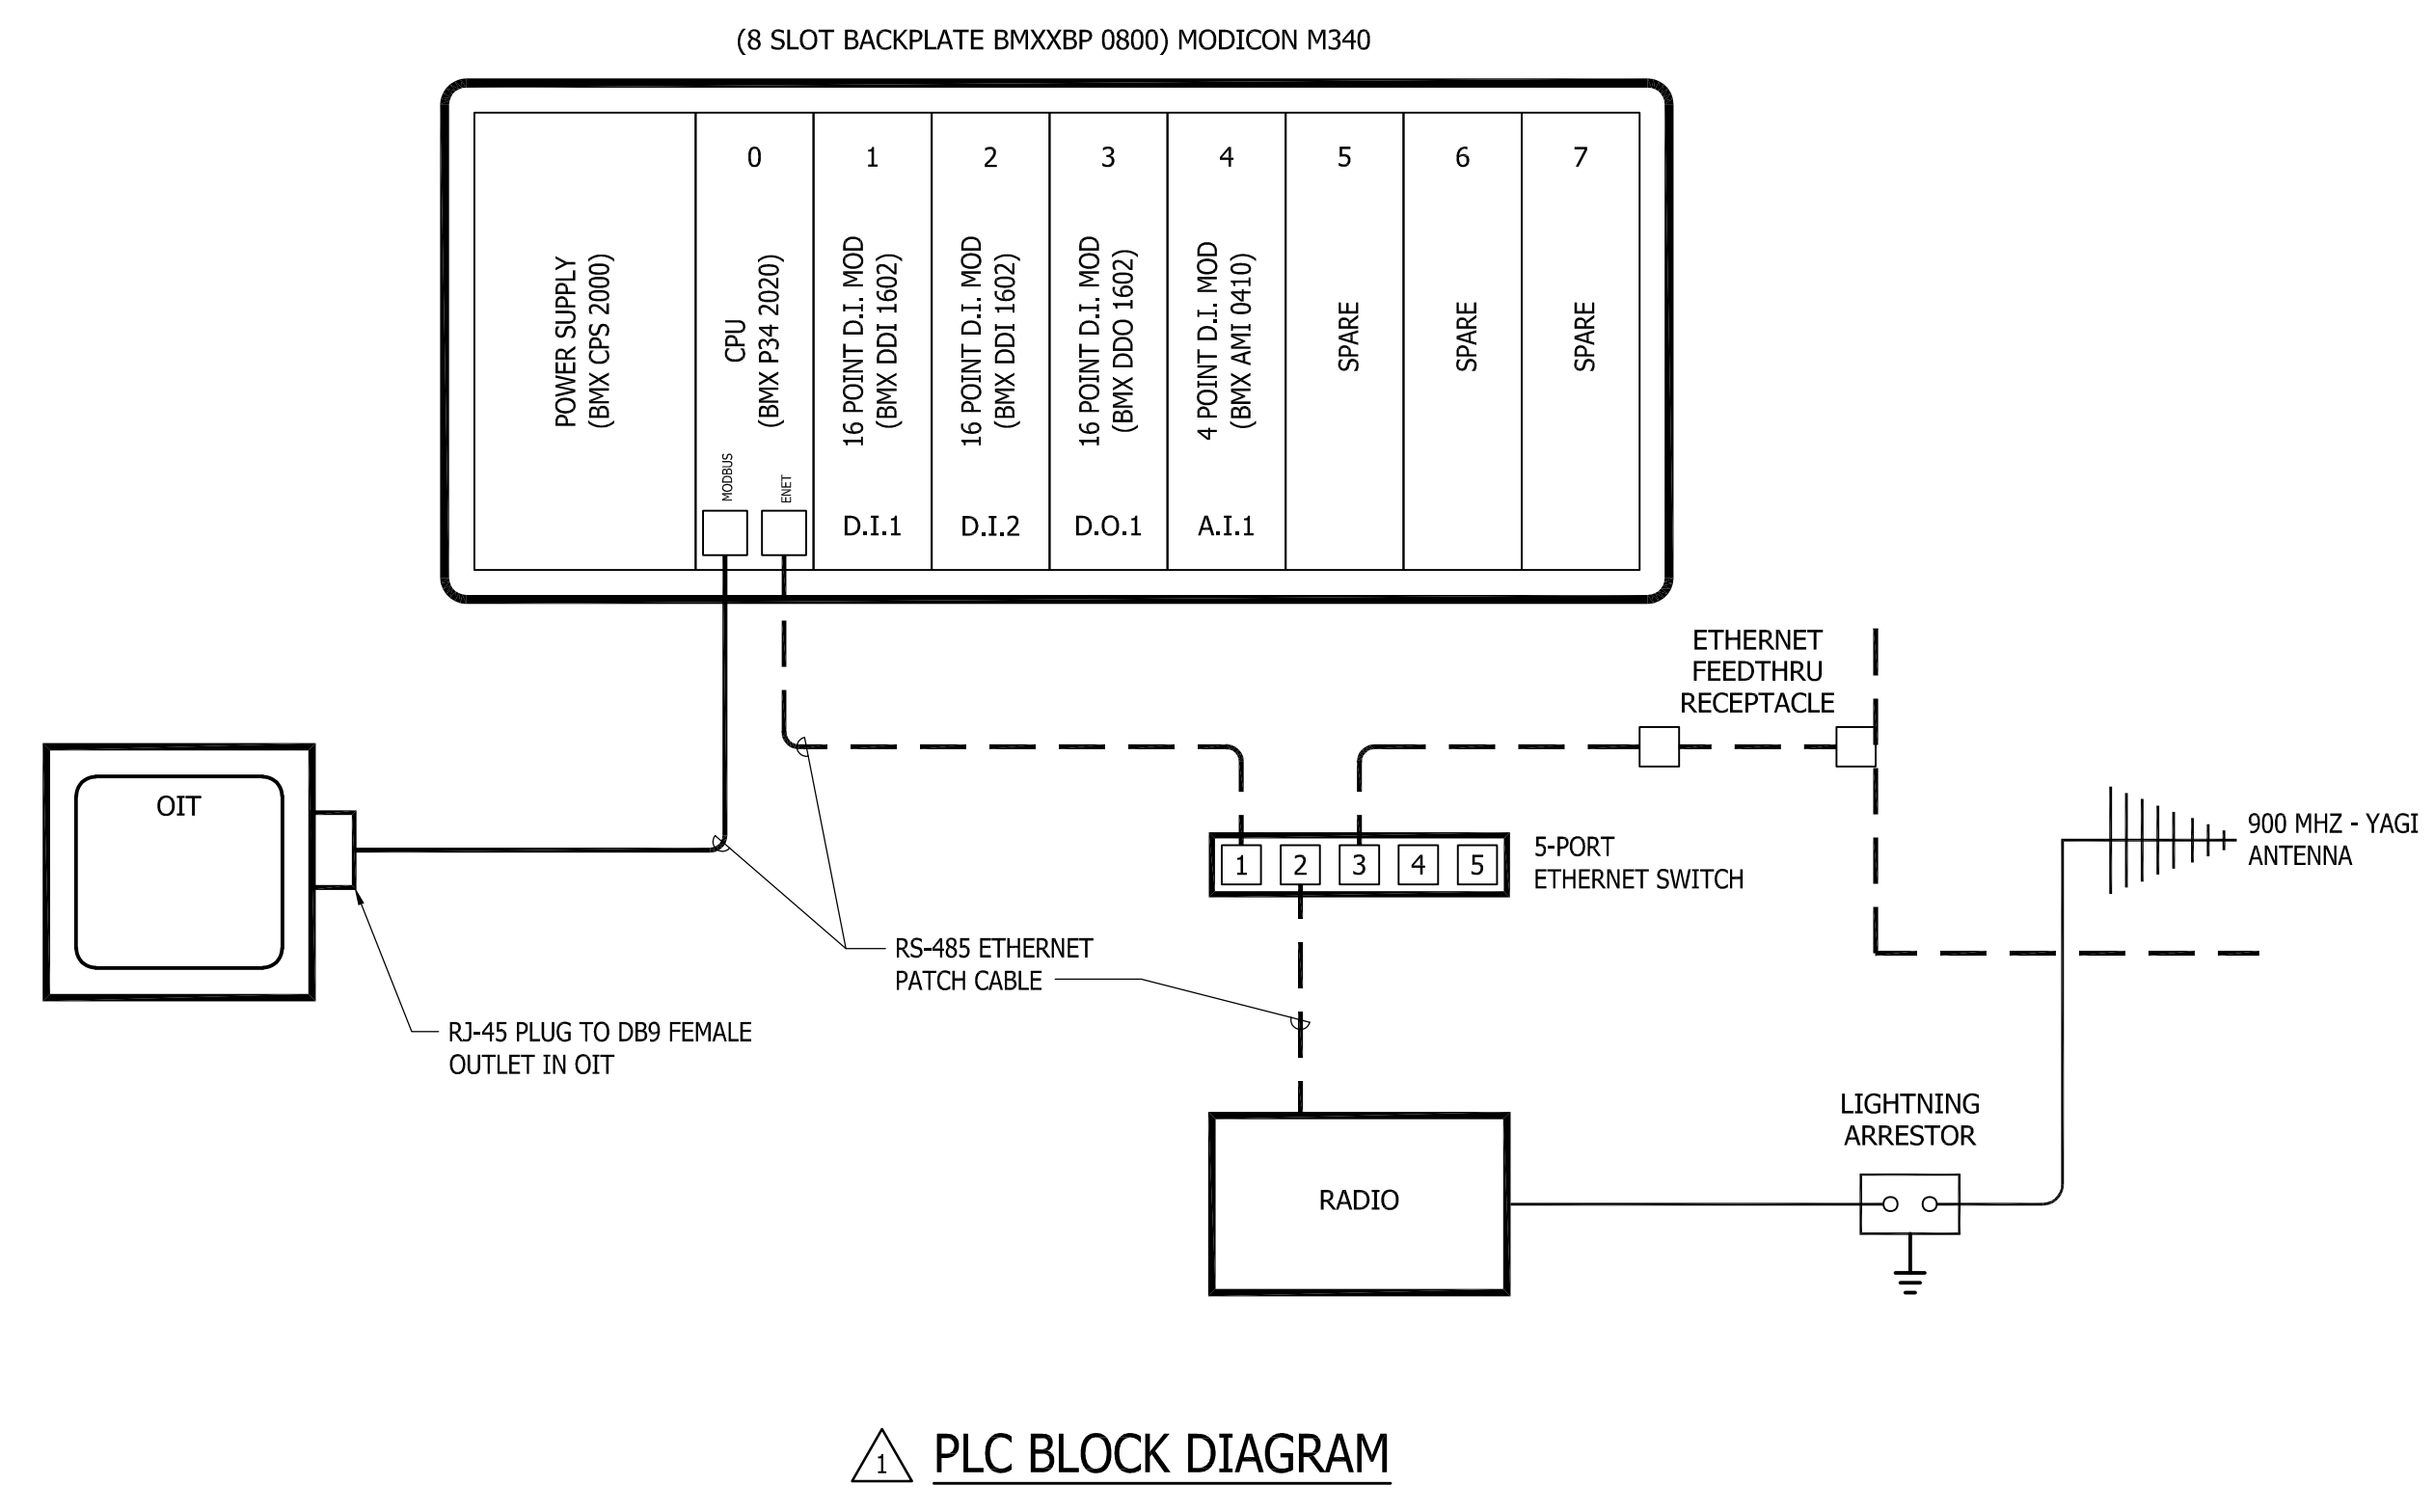 (8 SLOT BACKPLATE BMXXBP 0800) MODICON M340
POWER SUPPLY
(BMX CPS 2000)
0
CPU
(BMX P34 2020)
MODBUS
ENET
1
16 POINT D.I. MOD
(BMX DDI 1602)
D.I.1
2
16 POINT D.I. MOD
(BMX DDI 1602)
D.I.2
3
16 POINT D.I. MOD
(BMX DDO 1602)
D.O.1
4
4 POINT D.I. MOD
(BMX AMI 0410)
A.I.1
5
SPARE
6
SPARE
7
SPARE
ETHERNET
FEEDTHRU
RECEPTACLE
OIT
1 2 3 4 5
5-PORT
ETHERNET SWITCH
900 MHZ - YAGI
ANTENNA
RS-485 ETHERNET
PATCH CABLE
RJ-45 PLUG TO DB9 FEMALE
OUTLET IN OIT
LIGHTNING
ARRESTOR
RADIO
1 PLC BLOCK DIAGRAM